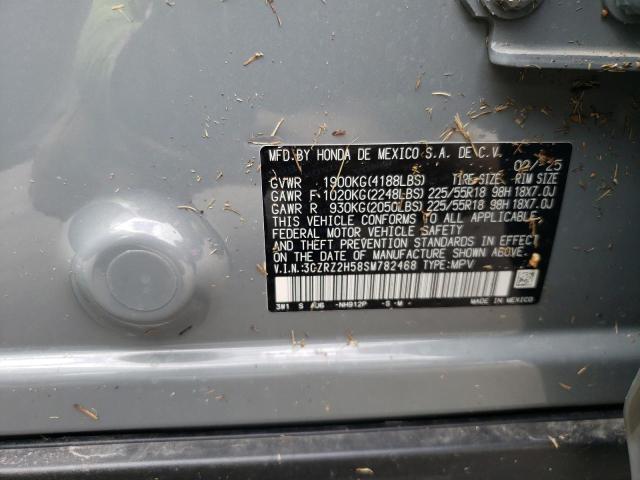 MFD.BY HONDA DE MEXICO S.A. DE C.V. 02/25
GVWR 1900KG(4188LBS) TIRE-SIZE RIM SIZE
GAWR F 1020KG(2248LBS) 225/55R18 98H 18X7.0J
GAWR R 930KG(2050LBS) 225/55R18 98H 18X7.0J
THIS VEHICLE CONFORMS TO ALL APPLICABLE
FEDERAL MOTOR VEHICLE SAFETY
AND THEFT PREVENTION STANDARDS IN EFFECT
ON THE DATE OF MANUFACTURE SHOWN ABOVE.
V.I.N.:3CZRZ2H58SM782468 TYPE:MPV
3W1 S NH912P -S-M- MADE IN MEXICO